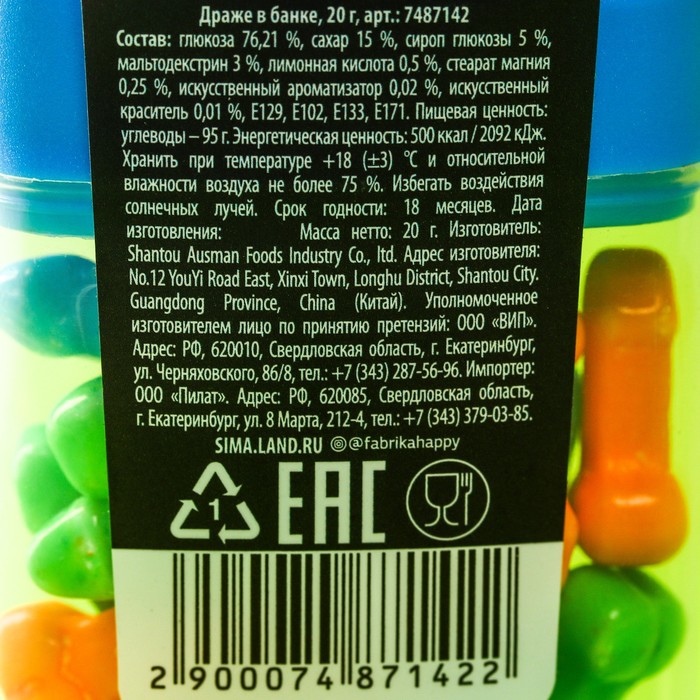 Драже в банке, 20 г, арт.: 7487142
Состав: глюкоза 76,21 %, сахар 15 %, сироп глюкозы 5 %,
мальтодекстрин 3 %, лимонная кислота 0,5 %, стеарат магния
0,25 %, искусственный ароматизатор 0,02 %, искусственный
краситель 0,01 %, Е129, Е102, Е133, Е171. Пищевая ценность:
углеводы – 95 г. Энергетическая ценность: 500 ккал / 2092 кДж.
Хранить при температуре +18 (±3) °С и относительной
влажности воздуха не более 75 %. Избегать воздействия
солнечных лучей. Срок годности: 18 месяцев. Дата
изготовления: Масса нетто: 20 г. Изготовитель:
Shantou Ausman Foods Industry Co., ltd. Адрес изготовителя:
No.12 YouYi Road East, Xinxi Town, Longhu District, Shantou City.
Guangdong Province, China (Китай). Уполномоченное
изготовителем лицо по принятию претензий: ООО «ВИП».
Адрес: РФ, 620010, Свердловская область, г. Екатеринбург,
ул. Черняховского, 86/8, тел.: +7 (343) 287-56-96. Импортер:
ООО «Пилат». Адрес: РФ, 620085, Свердловская область,
г. Екатеринбург, ул. 8 Марта, 212-4, тел.: +7 (343) 379-03-85.
SIMA.LAND.RU @fabrikahappy
1 EAC
2 900074 871422